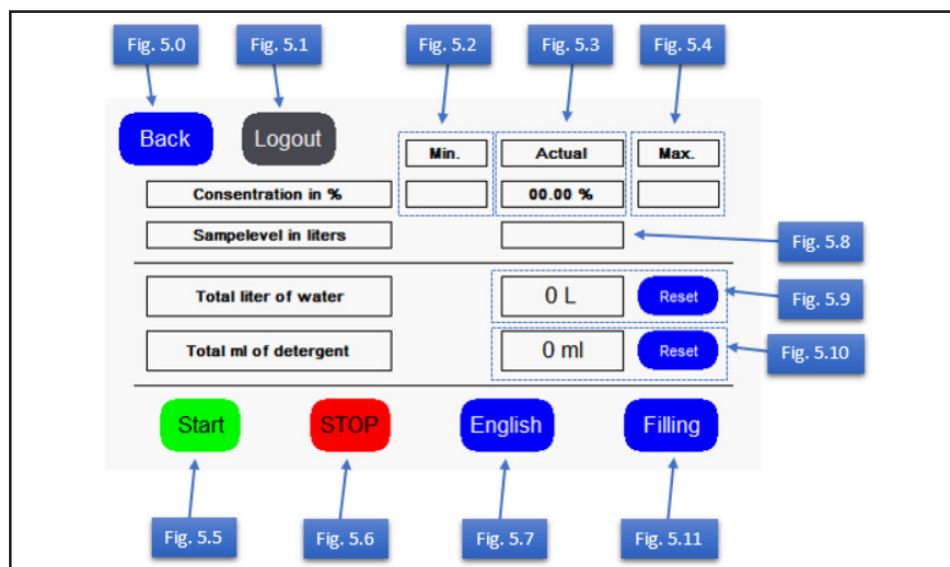 Fig. 5.0 Fig. 5.1 Fig. 5.2 Fig. 5.3 Fig. 5.4
Back Logout
Min. Actual Max.
Consentration in % 00.00 %
Sampelevel in liters
Fig. 5.8
Total liter of water 0 L Reset
Fig. 5.9
Total ml of detergent 0 ml Reset
Fig. 5.10
Start STOP English Filling
Fig. 5.5 Fig. 5.6 Fig. 5.7 Fig. 5.11